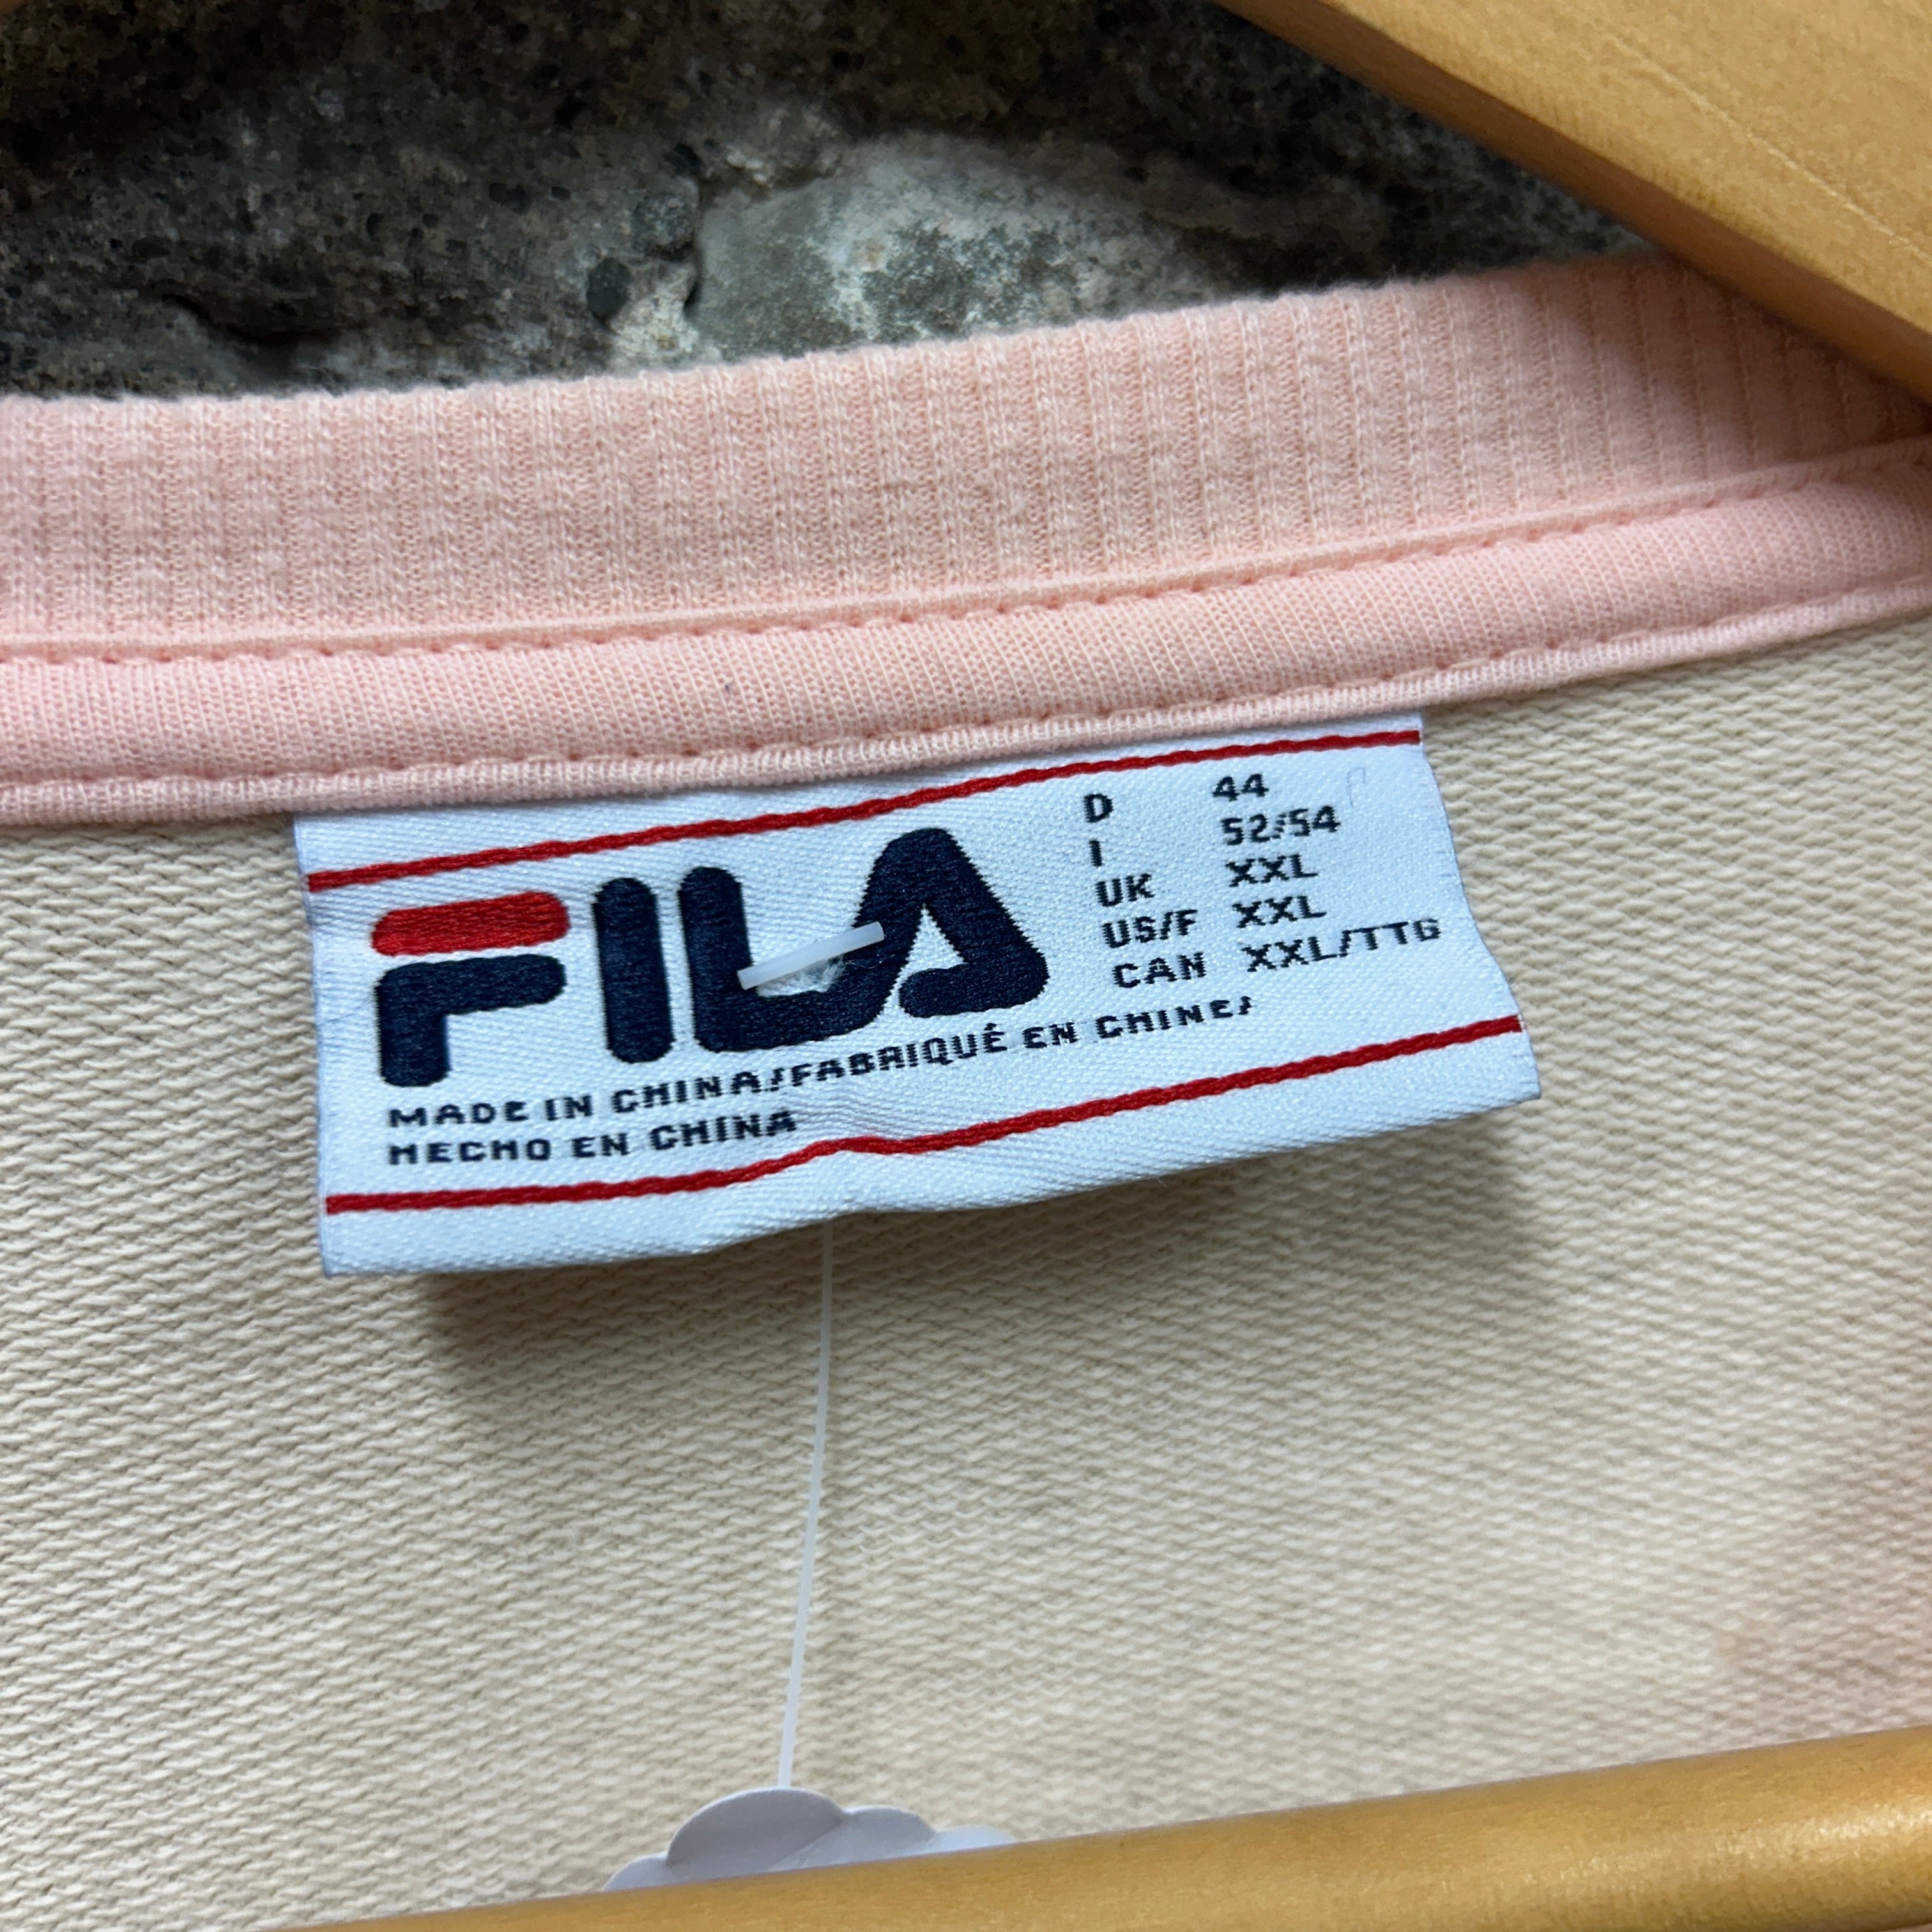 FILA
D 44
I 52/54
UK XXL
US/F XXL
CAN XXL/TTG
MADE IN CHINA/FABRIQUÉ EN CHINE/
HECHO EN CHINA